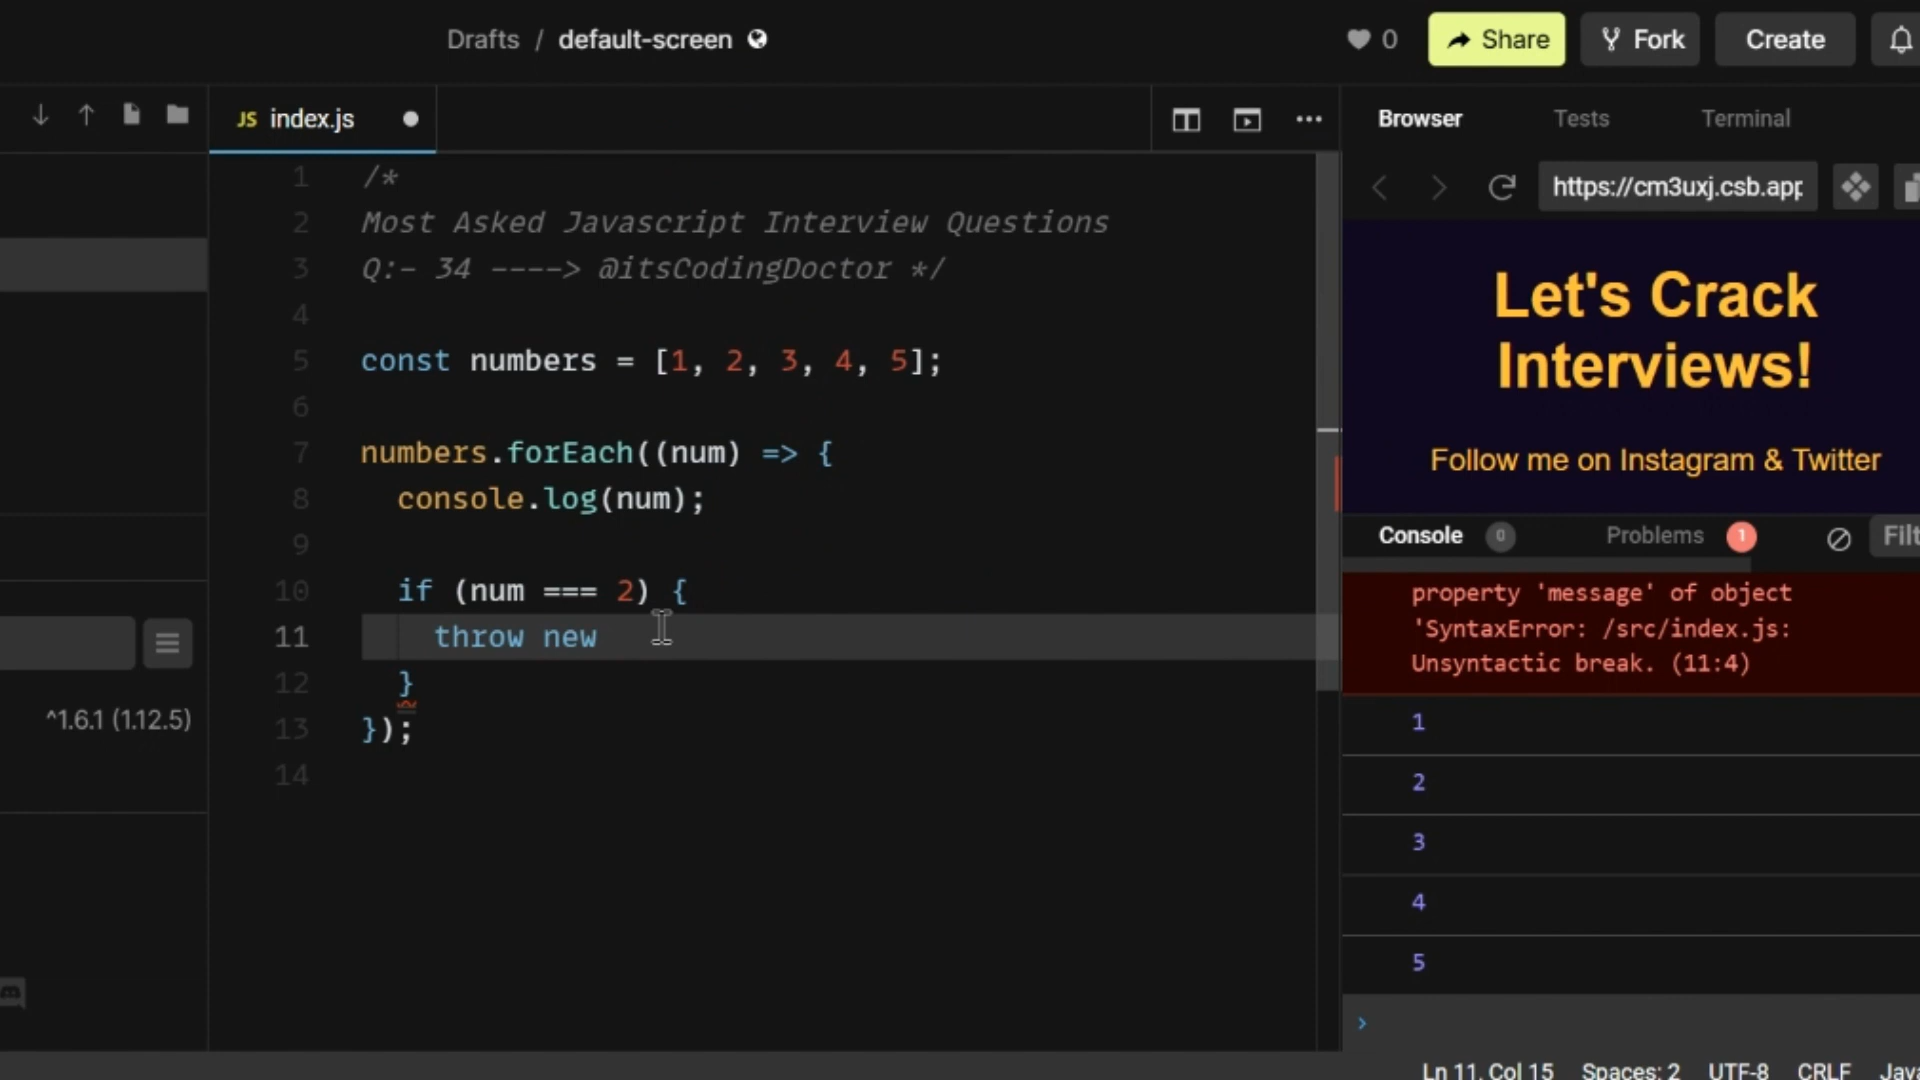 Drafts / default-screen
0
Share
Fork
Create
JS index.js
Browser
Tests
Terminal
https://cm3uxj.csb.app
1 /*
2 Most Asked Javascript Interview Questions
3 Q:- 34 ----> @itsCodingDoctor */
4
5 const numbers = [1, 2, 3, 4, 5];
6
7 numbers.forEach((num) => {
8 console.log(num);
9
10 if (num === 2) {
11 throw new
12 }
13 });
14
^1.6.1 (1.12.5)
Let's Crack
Interviews!
Follow me on Instagram & Twitter
Console 0
Problems 1
Filt
property 'message' of object
'SyntaxError: /src/index.js:
Unsyntactic break. (11:4)
1
2
3
4
5
›
Ln 11, Col 15 Spaces: 2 UTF-8 CRLF Java